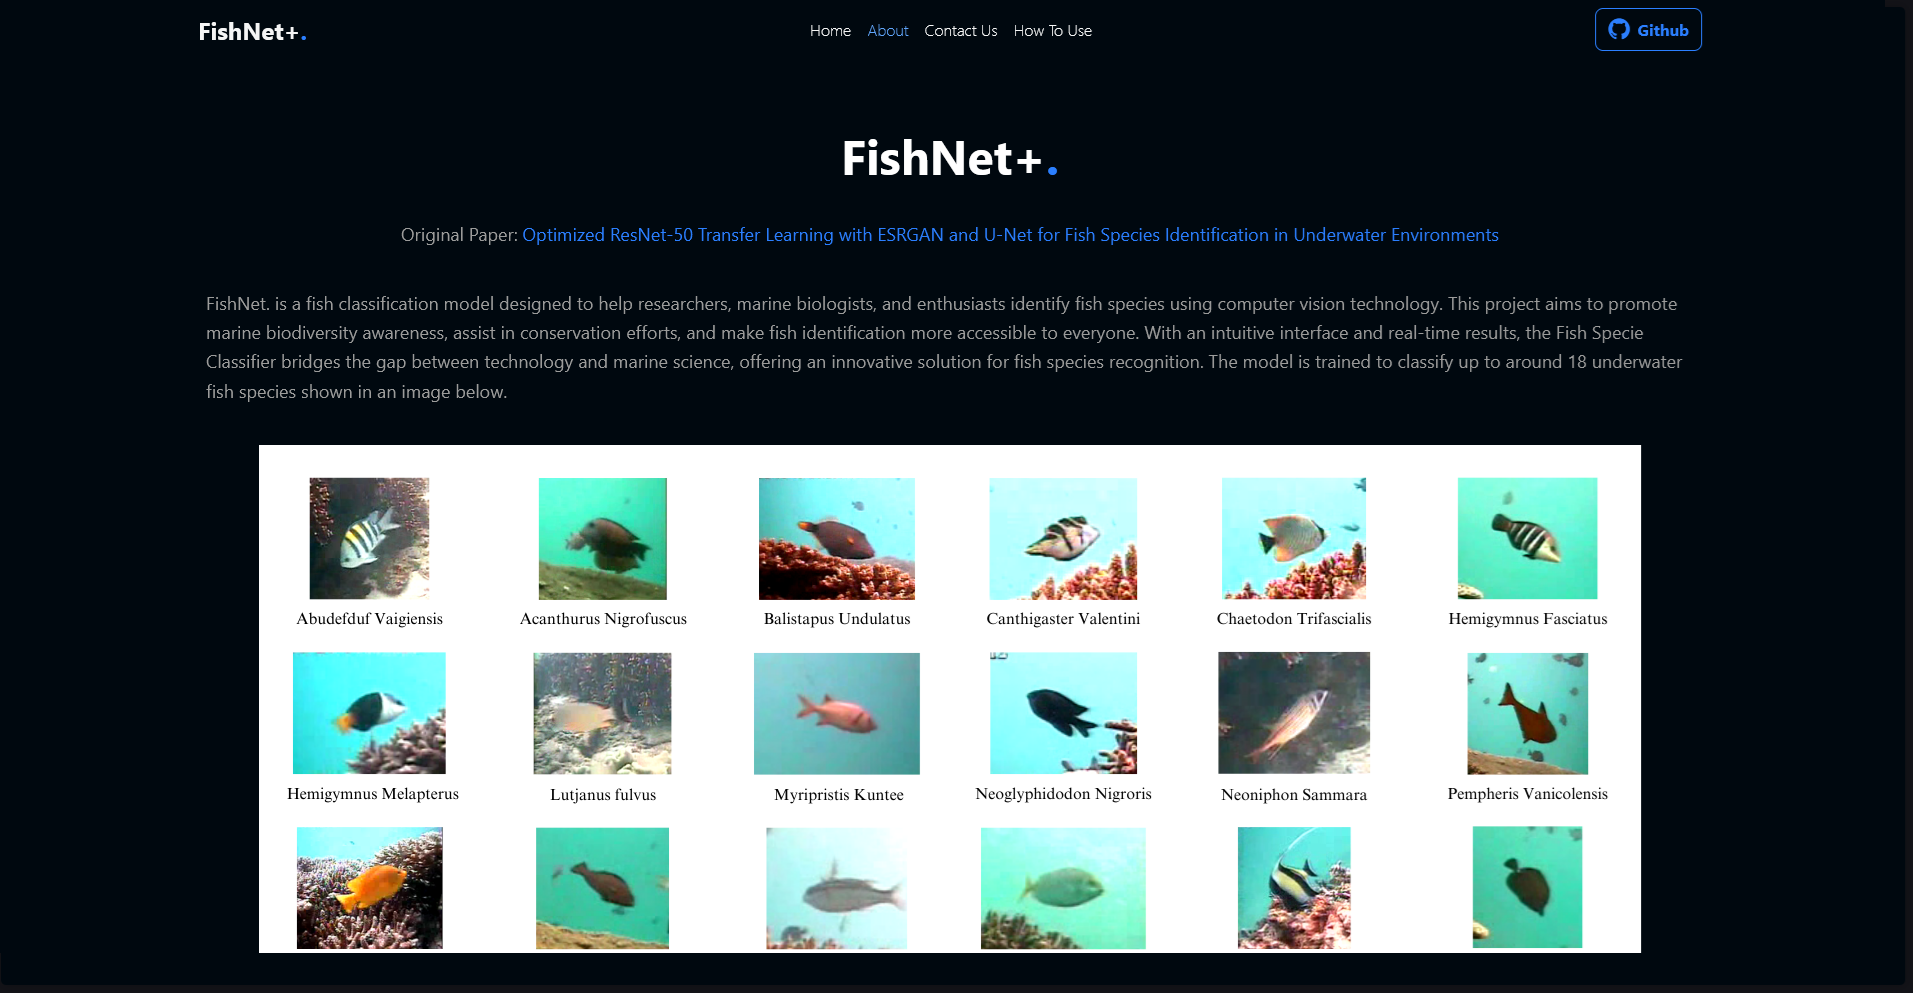 FishNet+.
Home About Contact Us How To Use
Github
FishNet+.
Original Paper: Optimized ResNet-50 Transfer Learning with ESRGAN and U-Net for Fish Species Identification in Underwater Environments
FishNet. is a fish classification model designed to help researchers, marine biologists, and enthusiasts identify fish species using computer vision technology. This project aims to promote
marine biodiversity awareness, assist in conservation efforts, and make fish identification more accessible to everyone. With an intuitive interface and real-time results, the Fish Specie
Classifier bridges the gap between technology and marine science, offering an innovative solution for fish species recognition. The model is trained to classify up to around 18 underwater
fish species shown in an image below.
Abudefduf Vaigiensis Acanthurus Nigrofuscus Balistapus Undulatus Canthigaster Valentini Chaetodon Trifascialis Hemigymnus Fasciatus
Hemigymnus Melapterus Lutjanus fulvus Myripristis Kuntee Neoglyphidodon Nigroris Neoniphon Sammara Pempheris Vanicolensis